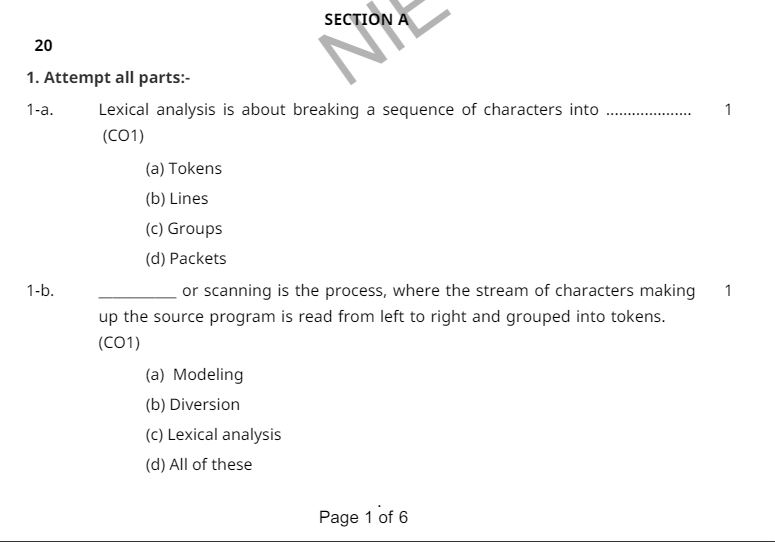 SECTION A
20
1. Attempt all parts:-
1-a. Lexical analysis is about breaking a sequence of characters into .................... 1
(CO1)
(a) Tokens
(b) Lines
(c) Groups
(d) Packets
1-b. ___________ or scanning is the process, where the stream of characters making 1
up the source program is read from left to right and grouped into tokens.
(CO1)
(a) Modeling
(b) Diversion
(c) Lexical analysis
(d) All of these
Page 1 of 6